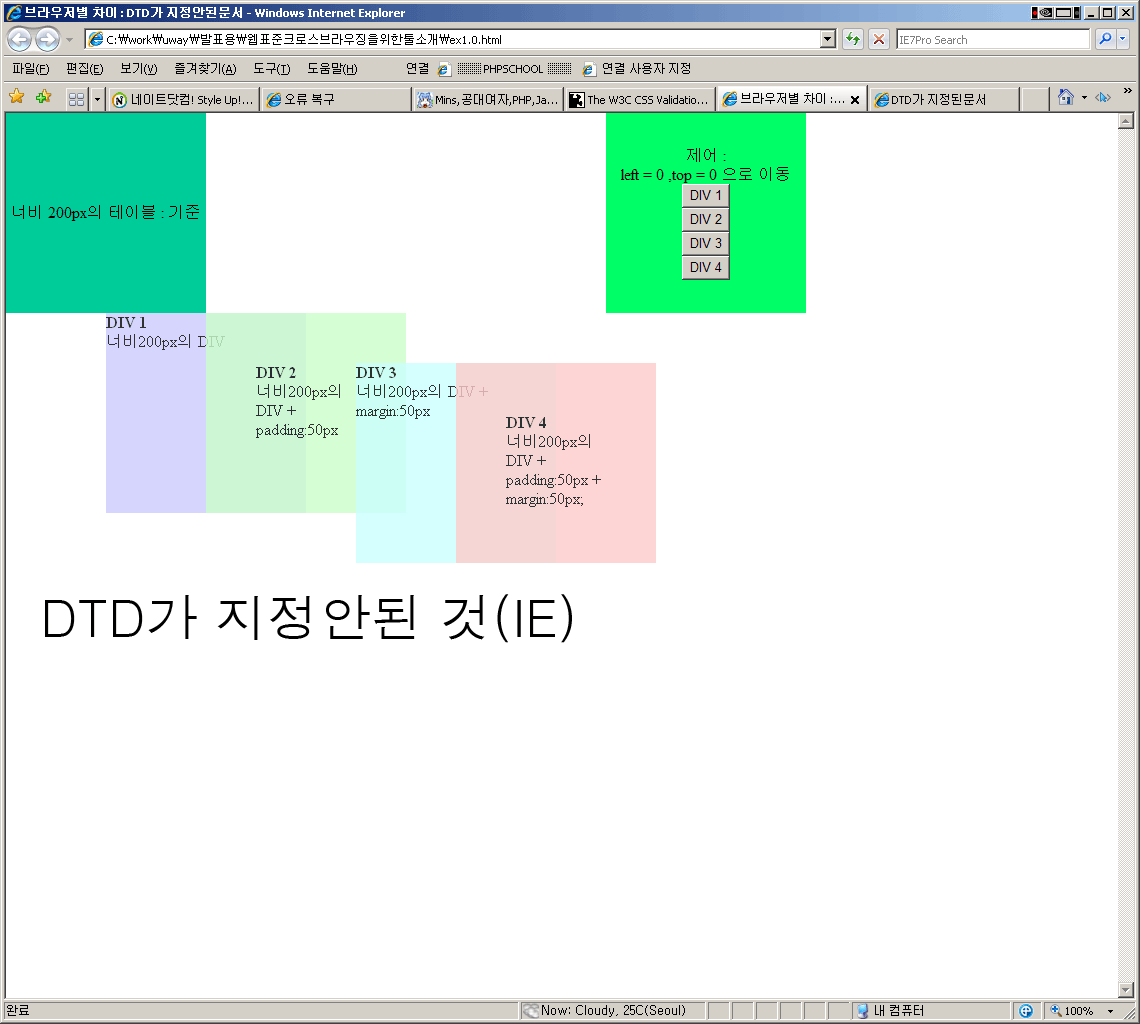 브라우저별 차이 : DTD가 지정안된문서 - Windows Internet Explorer
C:\work\uway\발표용\웹표준크로스브라우징을위한툴소개\ex1.0.html
IE7Pro Search
파일(F) 편집(E) 보기(V) 즐겨찾기(A) 도구(T) 도움말(H) 연결 ▒▒▒PHPSCHOOL ▒▒▒ 연결 사용자 지정
네이트닷컴! Style Up!... 오류 복구 Mins,공대여자,PHP,Ja... The W3C CSS Validatio... 브라우저별 차이 :... DTD가 지정된문서
너비 200px의 테이블 : 기준
제어 :
left = 0 ,top = 0 으로 이동
DIV 1
DIV 2
DIV 3
DIV 4
DIV 1
너비200px의 DIV
DIV 2
너비200px의
DIV +
padding:50px
DIV 3
너비200px의 DIV +
margin:50px
DIV 4
너비200px의
DIV +
padding:50px +
margin:50px;
DTD가 지정안된 것(IE)
완료 Now: Cloudy, 25C(Seoul) 내 컴퓨터 100%